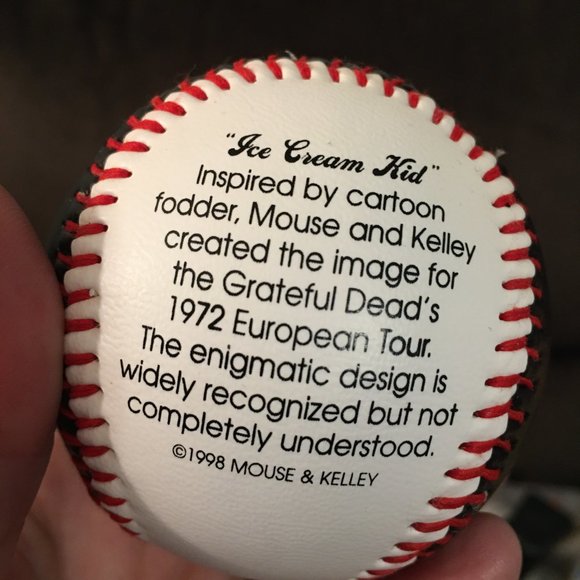 "Ice Cream Kid"
Inspired by cartoon
fodder, Mouse and Kelley
created the image for
the Grateful Dead's
1972 European Tour.
The enigmatic design is
widely recognized but not
completely understood.
©1998 MOUSE & KELLEY